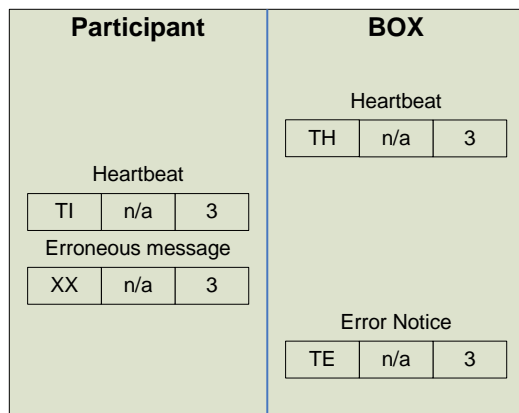 Participant BOX
Heartbeat
TH n/a 3
Heartbeat
TI n/a 3
Erroneous message
XX n/a 3
Error Notice
TE n/a 3